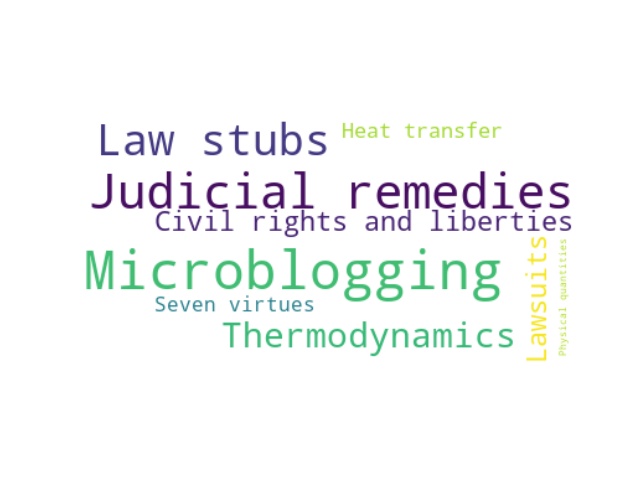 Law stubs
Heat transfer
Judicial remedies
Civil rights and liberties
Microblogging
Seven virtues
Thermodynamics
Lawsuits
Physical quantities